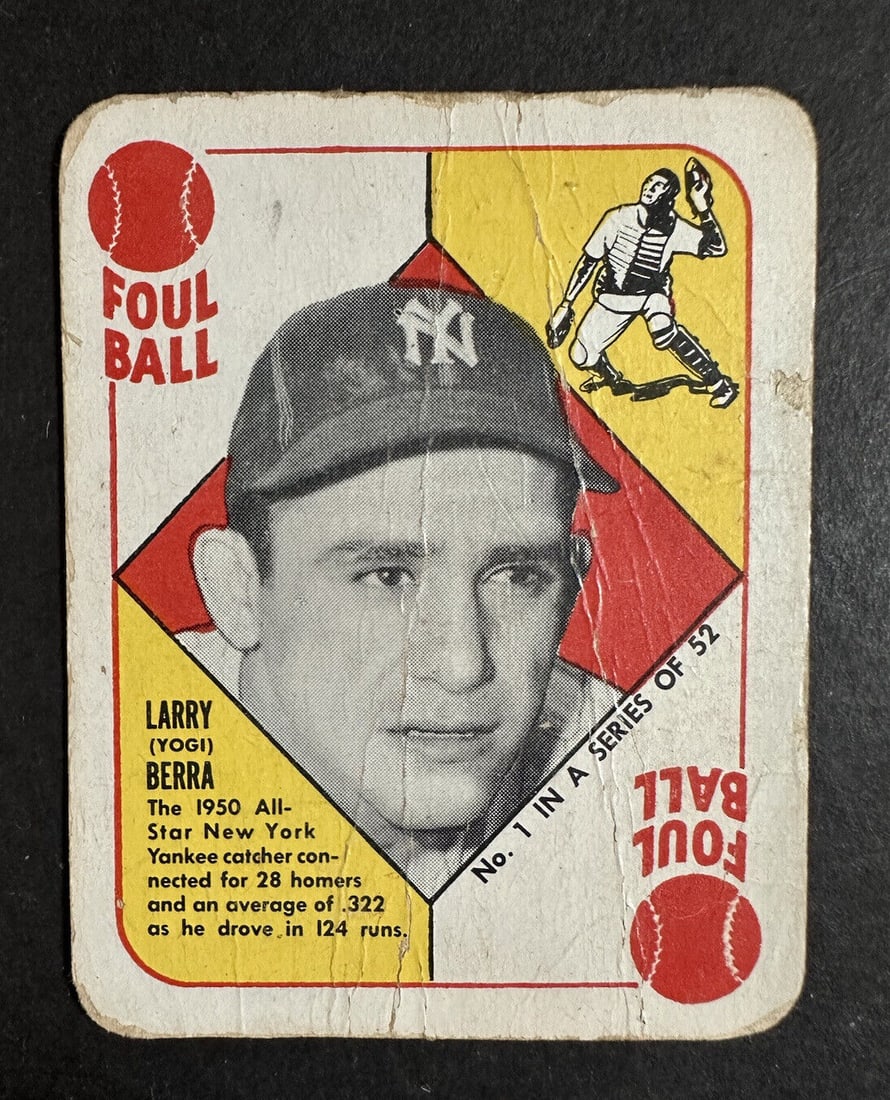 FOUL
BALL
NY
LARRY
(YOGI)
BERRA
The 1950 All-
Star New York
Yankee catcher con-
nected for 28 homers
and an average of .322
as he drove in 124 runs.
No. 1 IN A SERIES OF 52
FOUL
BALL